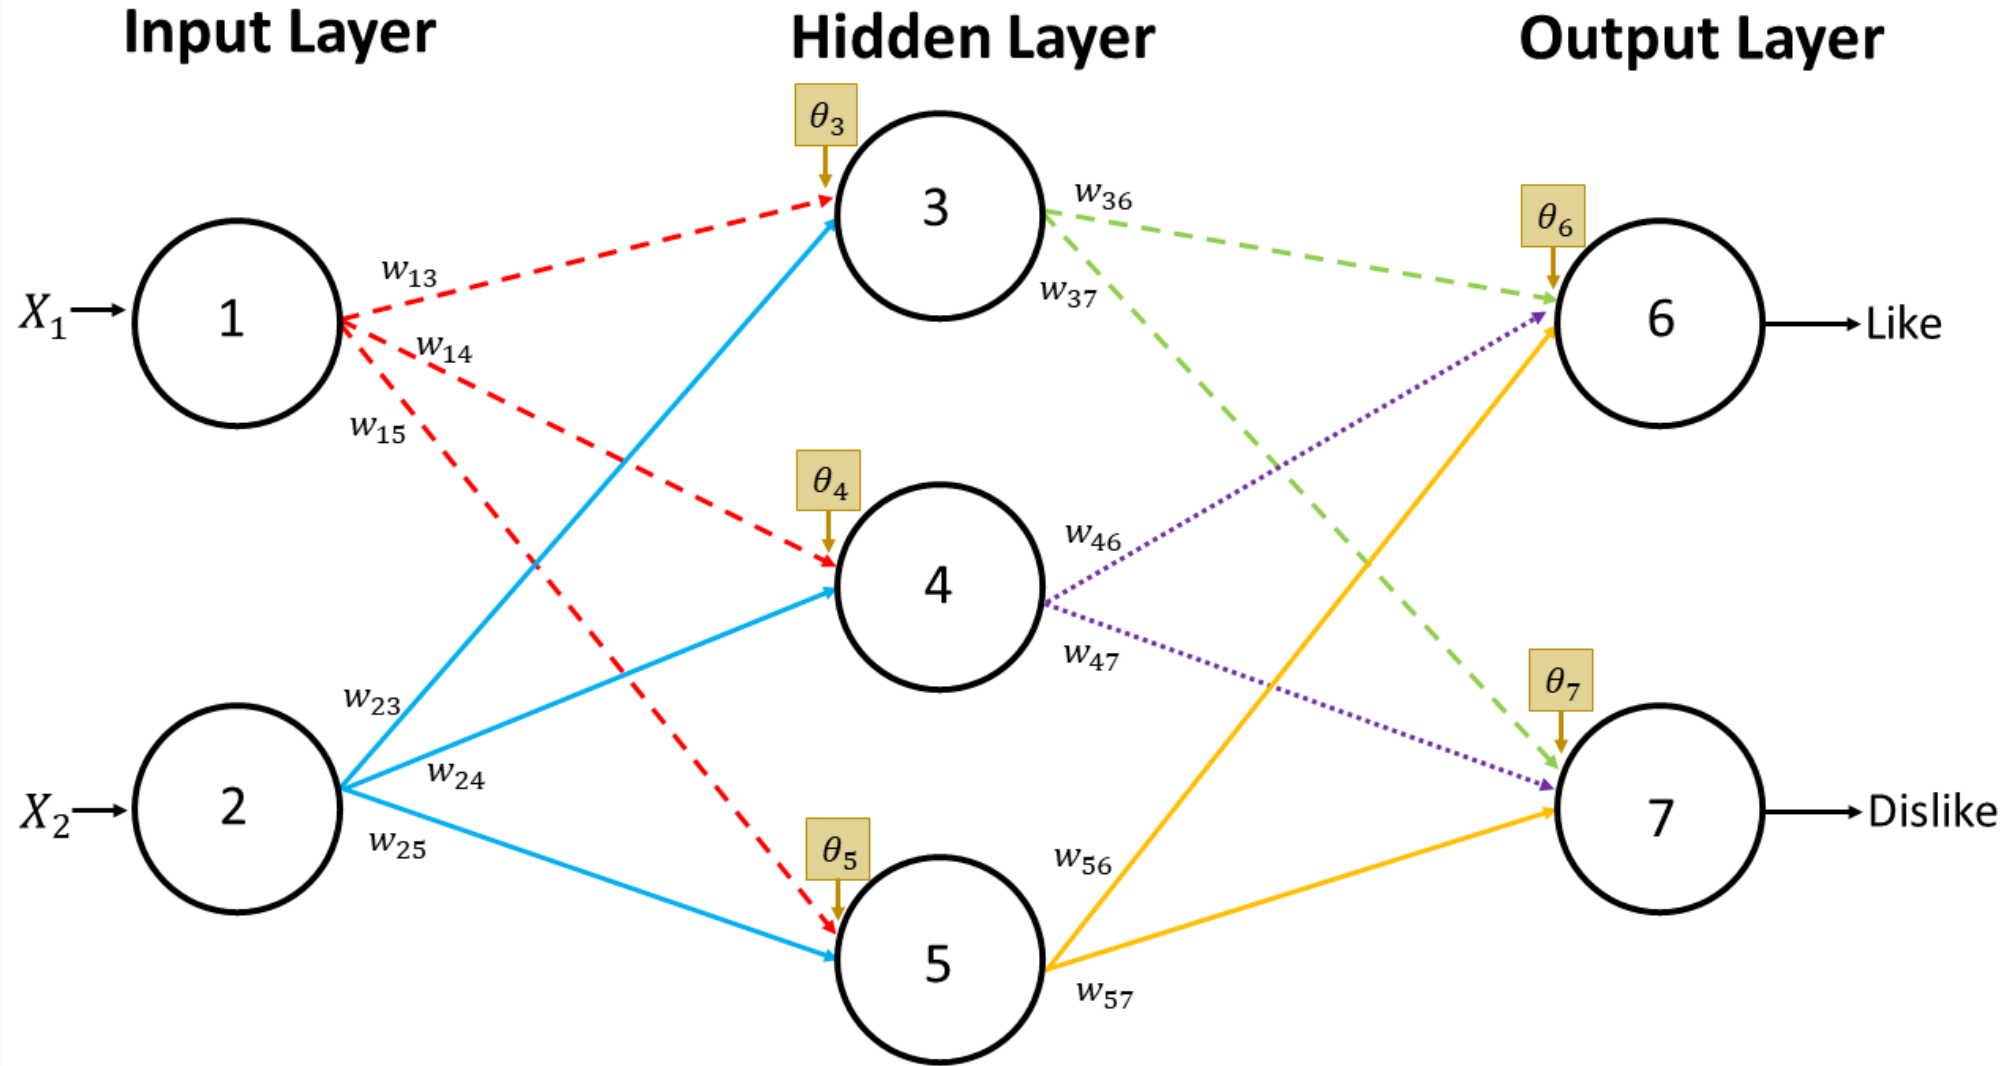 Input Layer
Hidden Layer
Output Layer
θ₃
3
w₃₆
θ₆
w₁₃
w₃₇
X₁
1
6
Like
w₁₄
w₁₅
θ₄
w₄₆
4
w₄₇
θ₇
w₂₃
w₂₄
X₂
2
7
Dislike
w₂₅
θ₅
w₅₆
5
w₅₇